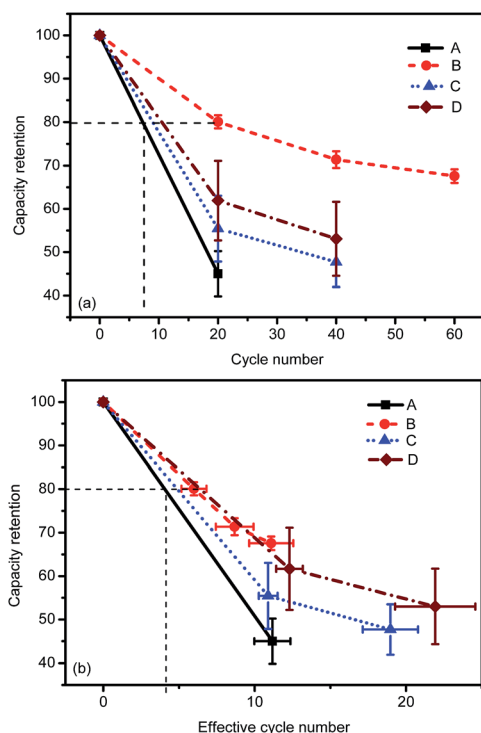 100
90
80
70
60
50
40
Capacity retention
A
B
C
D
(a)
0 10 20 30 40 50 60
Cycle number
100
90
80
70
60
50
40
Capacity retention
A
B
C
D
(b)
0 10 20
Effective cycle number